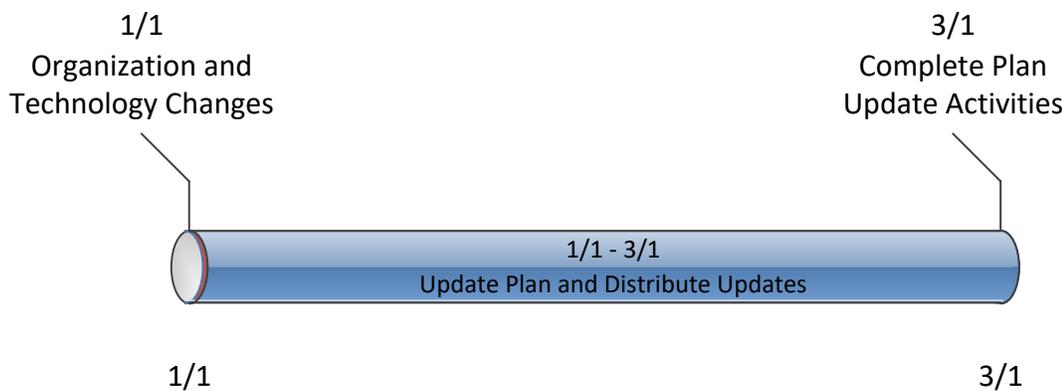 1/1
Organization and
Technology Changes
3/1
Complete Plan
Update Activities
1/1 - 3/1
Update Plan and Distribute Updates
1/1
3/1